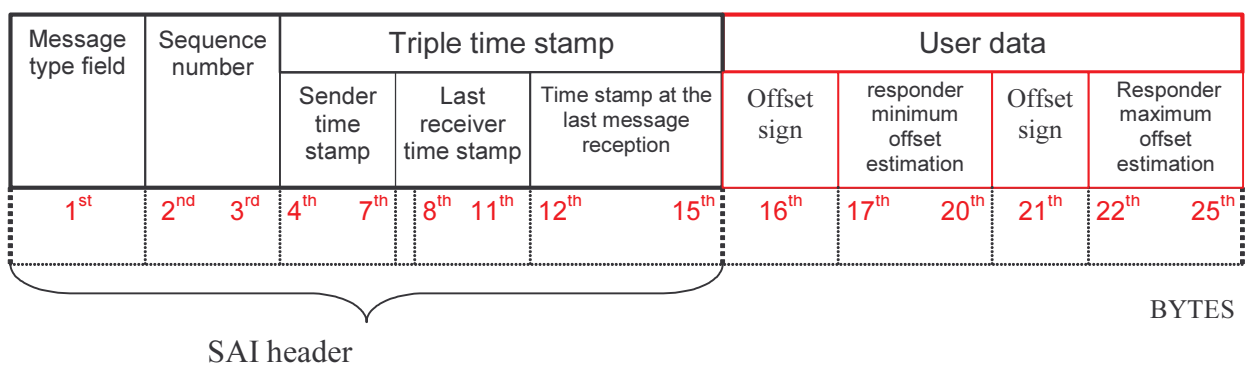 Message
type field
Sequence
number
Triple time stamp
User data
Sender
time
stamp
Last
receiver
time stamp
Time stamp at the
last message
reception
Offset
sign
responder
minimum
offset
estimation
Offset
sign
Responder
maximum
offset
estimation
1st
2nd 3rd
4th 7th
8th 11th
12th 15th
16th
17th 20th
21th
22th 25th
BYTES
SAI header